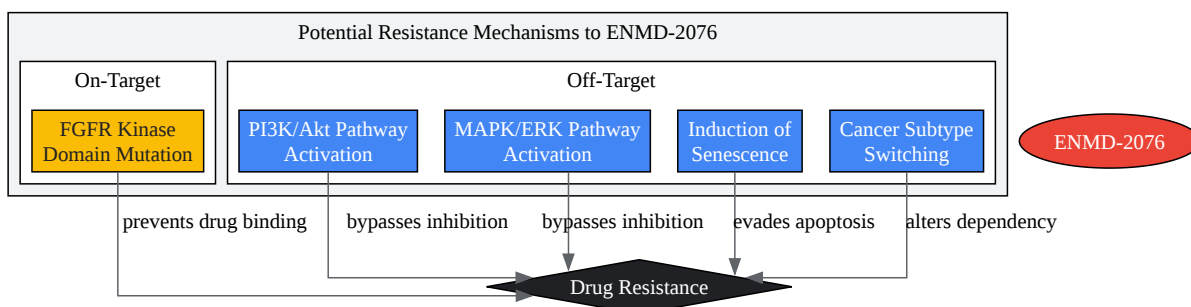 Potential Resistance Mechanisms to ENMD-2076
On-Target
Off-Target
FGFR Kinase
Domain Mutation
PI3K/Akt Pathway
Activation
MAPK/ERK Pathway
Activation
Induction of
Senescence
Cancer Subtype
Switching
ENMD-2076
prevents drug binding
bypasses inhibition
bypasses inhibition
evades apoptosis
alters dependency
Drug Resistance